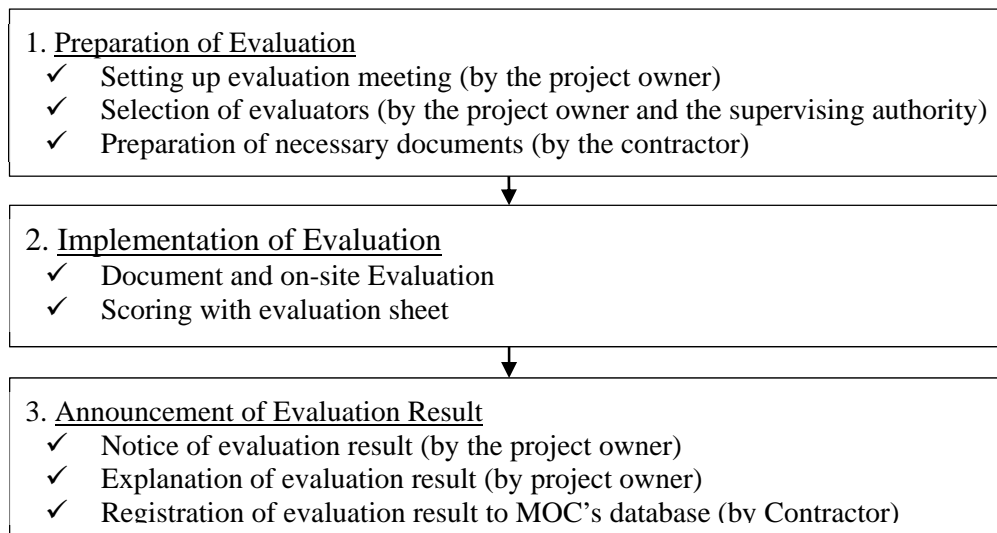 1. Preparation of Evaluation
✓ Setting up evaluation meeting (by the project owner)
✓ Selection of evaluators (by the project owner and the supervising authority)
✓ Preparation of necessary documents (by the contractor)
2. Implementation of Evaluation
✓ Document and on-site Evaluation
✓ Scoring with evaluation sheet
3. Announcement of Evaluation Result
✓ Notice of evaluation result (by the project owner)
✓ Explanation of evaluation result (by project owner)
✓ Registration of evaluation result to MOC's database (by Contractor)